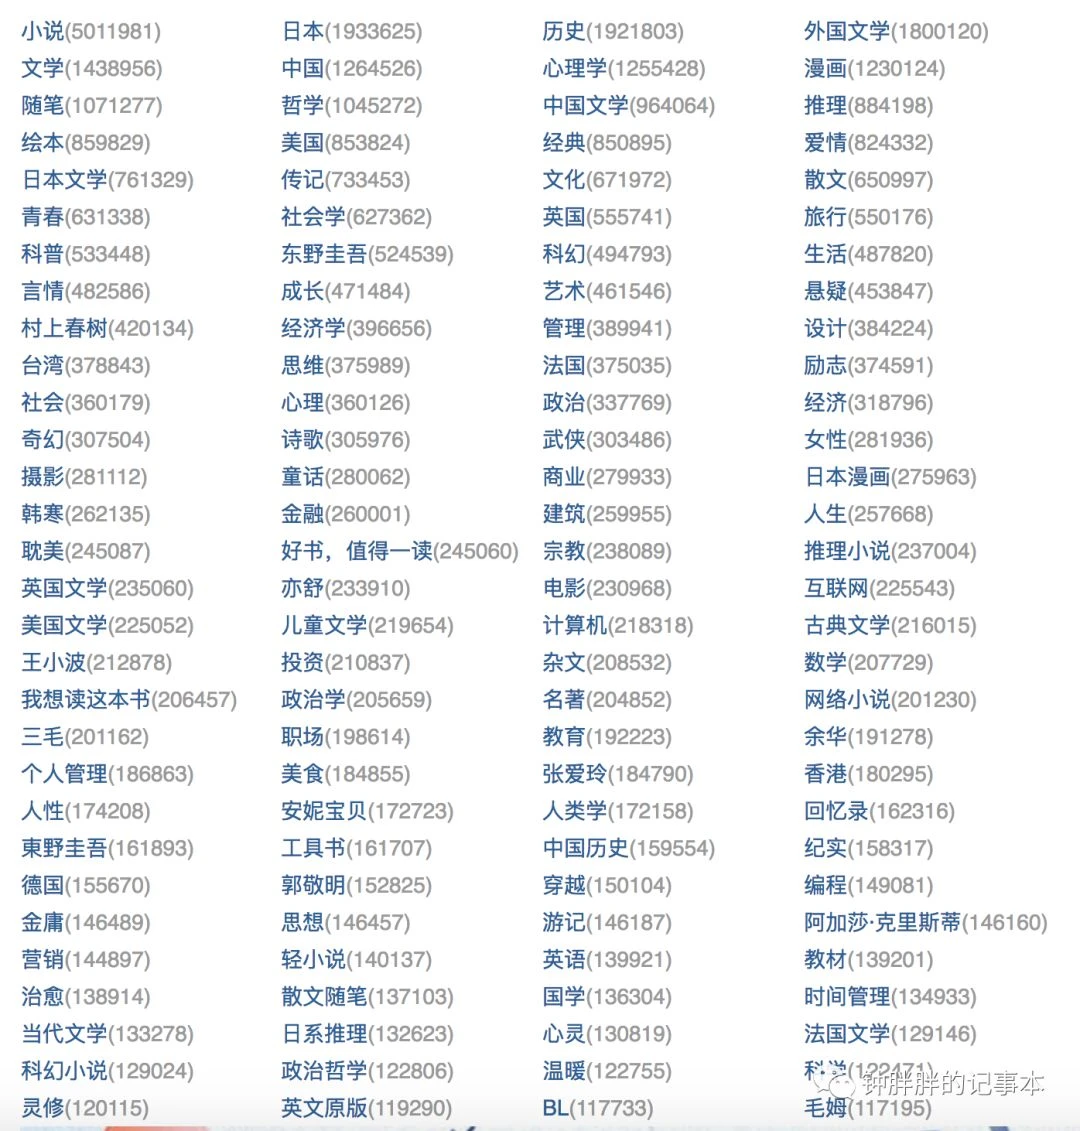 小说(5011981) 日本(1933625) 历史(1921803) 外国文学(1800120)
文学(1438956) 中国(1264526) 心理学(1255428) 漫画(1230124)
随笔(1071277) 哲学(1045272) 中国文学(964064) 推理(884198)
绘本(859829) 美国(853824) 经典(850895) 爱情(824332)
日本文学(761329) 传记(733453) 文化(671972) 散文(650997)
青春(631338) 社会学(627362) 英国(555741) 旅行(550176)
科普(533448) 东野圭吾(524539) 科幻(494793) 生活(487820)
言情(482586) 成长(471484) 艺术(461546) 悬疑(453847)
村上春树(420134) 经济学(396656) 管理(389941) 设计(384224)
台湾(378843) 思维(375989) 法国(375035) 励志(374591)
社会(360179) 心理(360126) 政治(337769) 经济(318796)
奇幻(307504) 诗歌(305976) 武侠(303486) 女性(281936)
摄影(281112) 童话(280062) 商业(279933) 日本漫画(275963)
韩寒(262135) 金融(260001) 建筑(259955) 人生(257668)
耽美(245087) 好书，值得一读(245060) 宗教(238089) 推理小说(237004)
英国文学(235060) 亦舒(233910) 电影(230968) 互联网(225543)
美国文学(225052) 儿童文学(219654) 计算机(218318) 古典文学(216015)
王小波(212878) 投资(210837) 杂文(208532) 数学(207729)
我想读这本书(206457) 政治学(205659) 名著(204852) 网络小说(201230)
三毛(201162) 职场(198614) 教育(192223) 余华(191278)
个人管理(186863) 美食(184855) 张爱玲(184790) 香港(180295)
人性(174208) 安妮宝贝(172723) 人类学(172158) 回忆录(162316)
東野圭吾(161893) 工具书(161707) 中国历史(159554) 纪实(158317)
德国(155670) 郭敬明(152825) 穿越(150104) 编程(149081)
金庸(146489) 思想(146457) 游记(146187) 阿加莎·克里斯蒂(146160)
营销(144897) 轻小说(140137) 英语(139921) 教材(139201)
治愈(138914) 散文随笔(137103) 国学(136304) 时间管理(134933)
当代文学(133278) 日系推理(132623) 心灵(130819) 法国文学(129146)
科幻小说(129024) 政治哲学(122806) 温暖(122755) 科学(122471)
钟胖胖的记事本
灵修(120115) 英文原版(119290) BL(117733) 毛姆(117195)